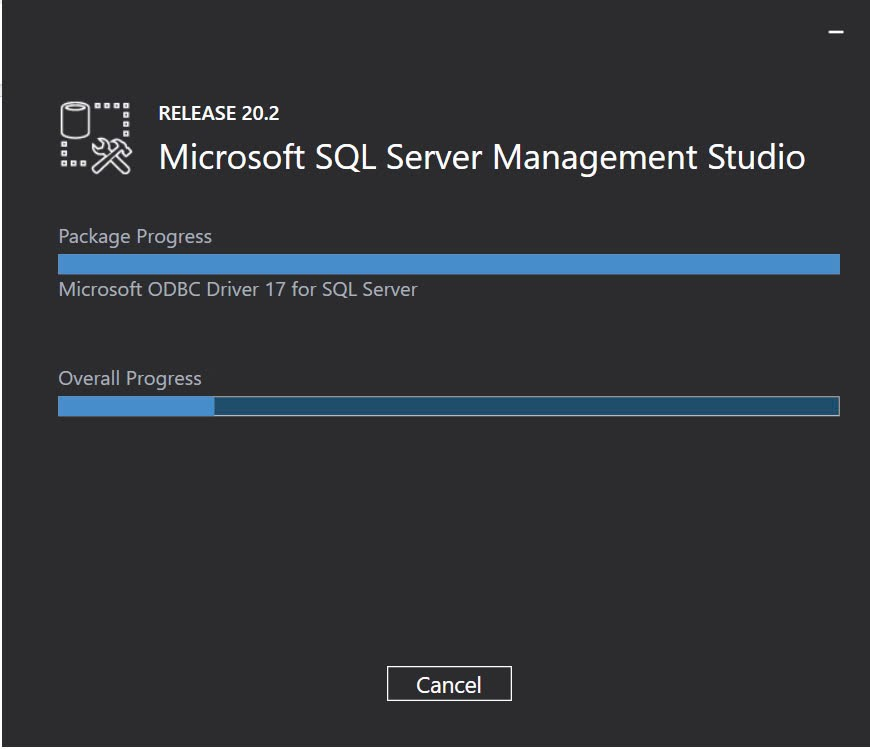 RELEASE 20.2
Microsoft SQL Server Management Studio
Package Progress
Microsoft ODBC Driver 17 for SQL Server
Overall Progress
Cancel